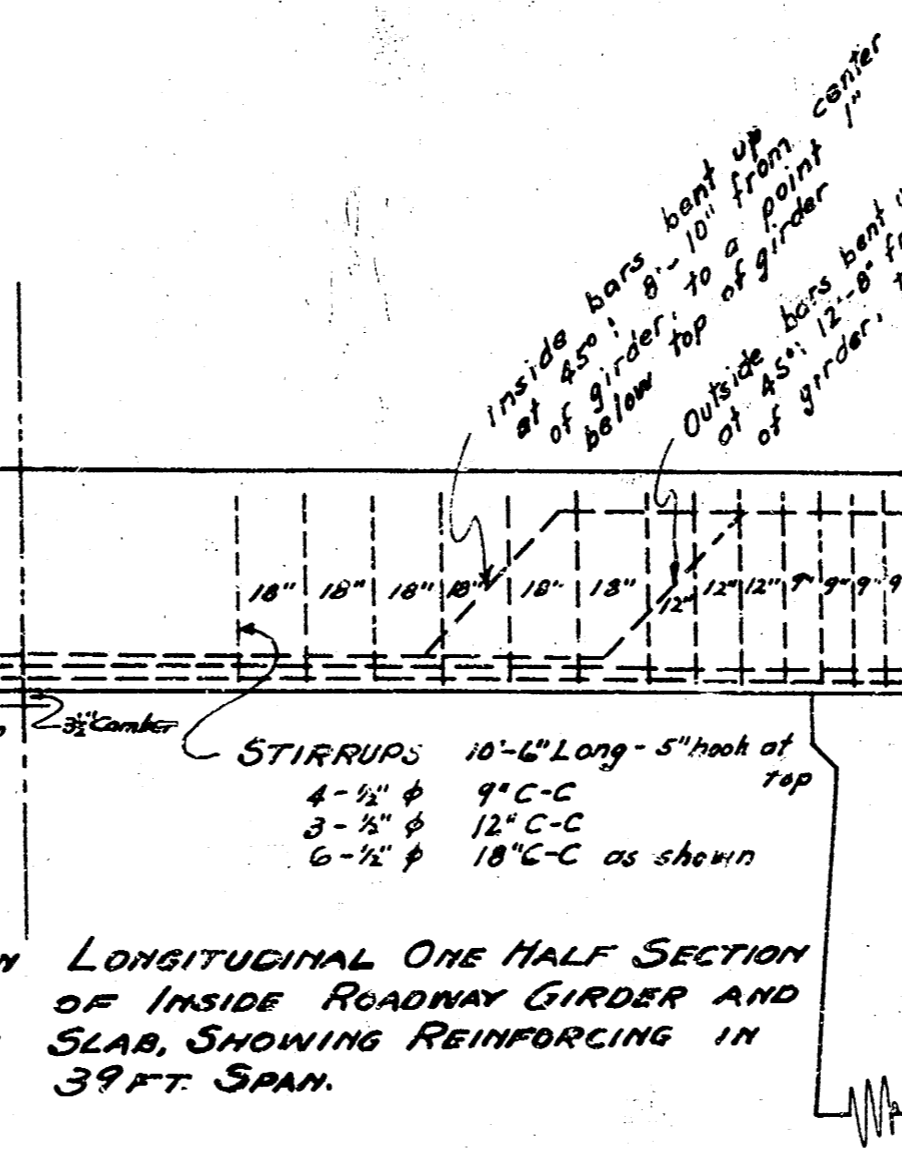 Inside bars bent up
at 45°; 8'-10" from center
of girder, to a point 1"
below top of girder
Outside bars bent
at 45°; 12'-8"
of girder,
18" 18" 18" 18" 18" 18" 12" 12" 12" 9" 9" 9" 9
3½" Camber
STIRRUPS 10'-6" Long - 5" hook at
top
4 - ½" ϕ 9" C-C
3 - ½" ϕ 12" C-C
6 - ½" ϕ 18" C-C as shown
LONGITUDINAL ONE HALF SECTION
OF INSIDE ROADWAY GIRDER AND
SLAB, SHOWING REINFORCING IN
39 FT. SPAN.